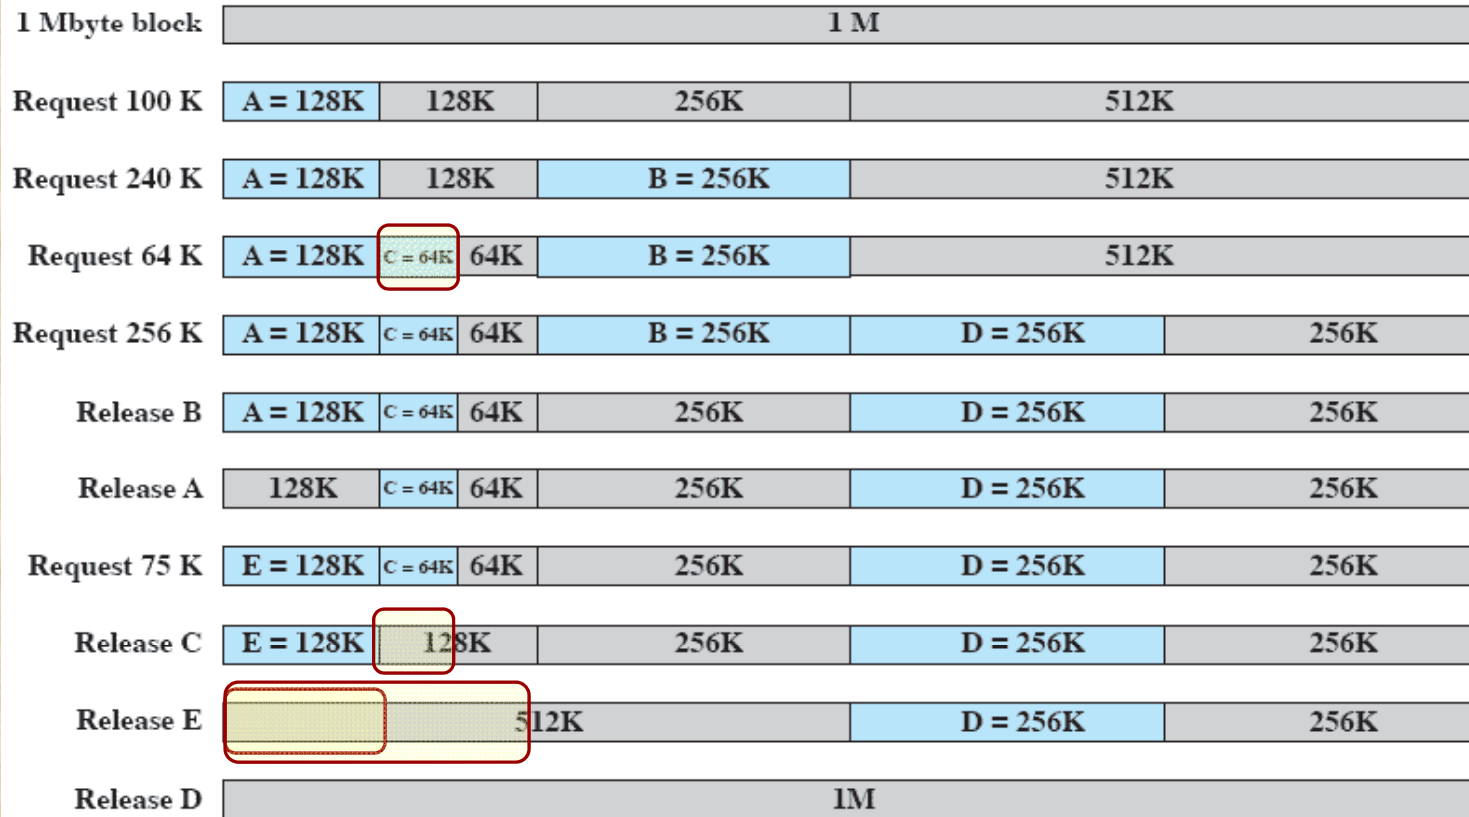 1 Mbyte block 1 M
Request 100 K A = 128K 128K 256K 512K
Request 240 K A = 128K 128K B = 256K 512K
Request 64 K A = 128K C = 64K 64K B = 256K 512K
Request 256 K A = 128K C = 64K 64K B = 256K D = 256K 256K
Release B A = 128K C = 64K 64K 256K D = 256K 256K
Release A 128K C = 64K 64K 256K D = 256K 256K
Request 75 K E = 128K C = 64K 64K 256K D = 256K 256K
Release C E = 128K 128K 256K D = 256K 256K
Release E 512K D = 256K 256K
Release D 1M